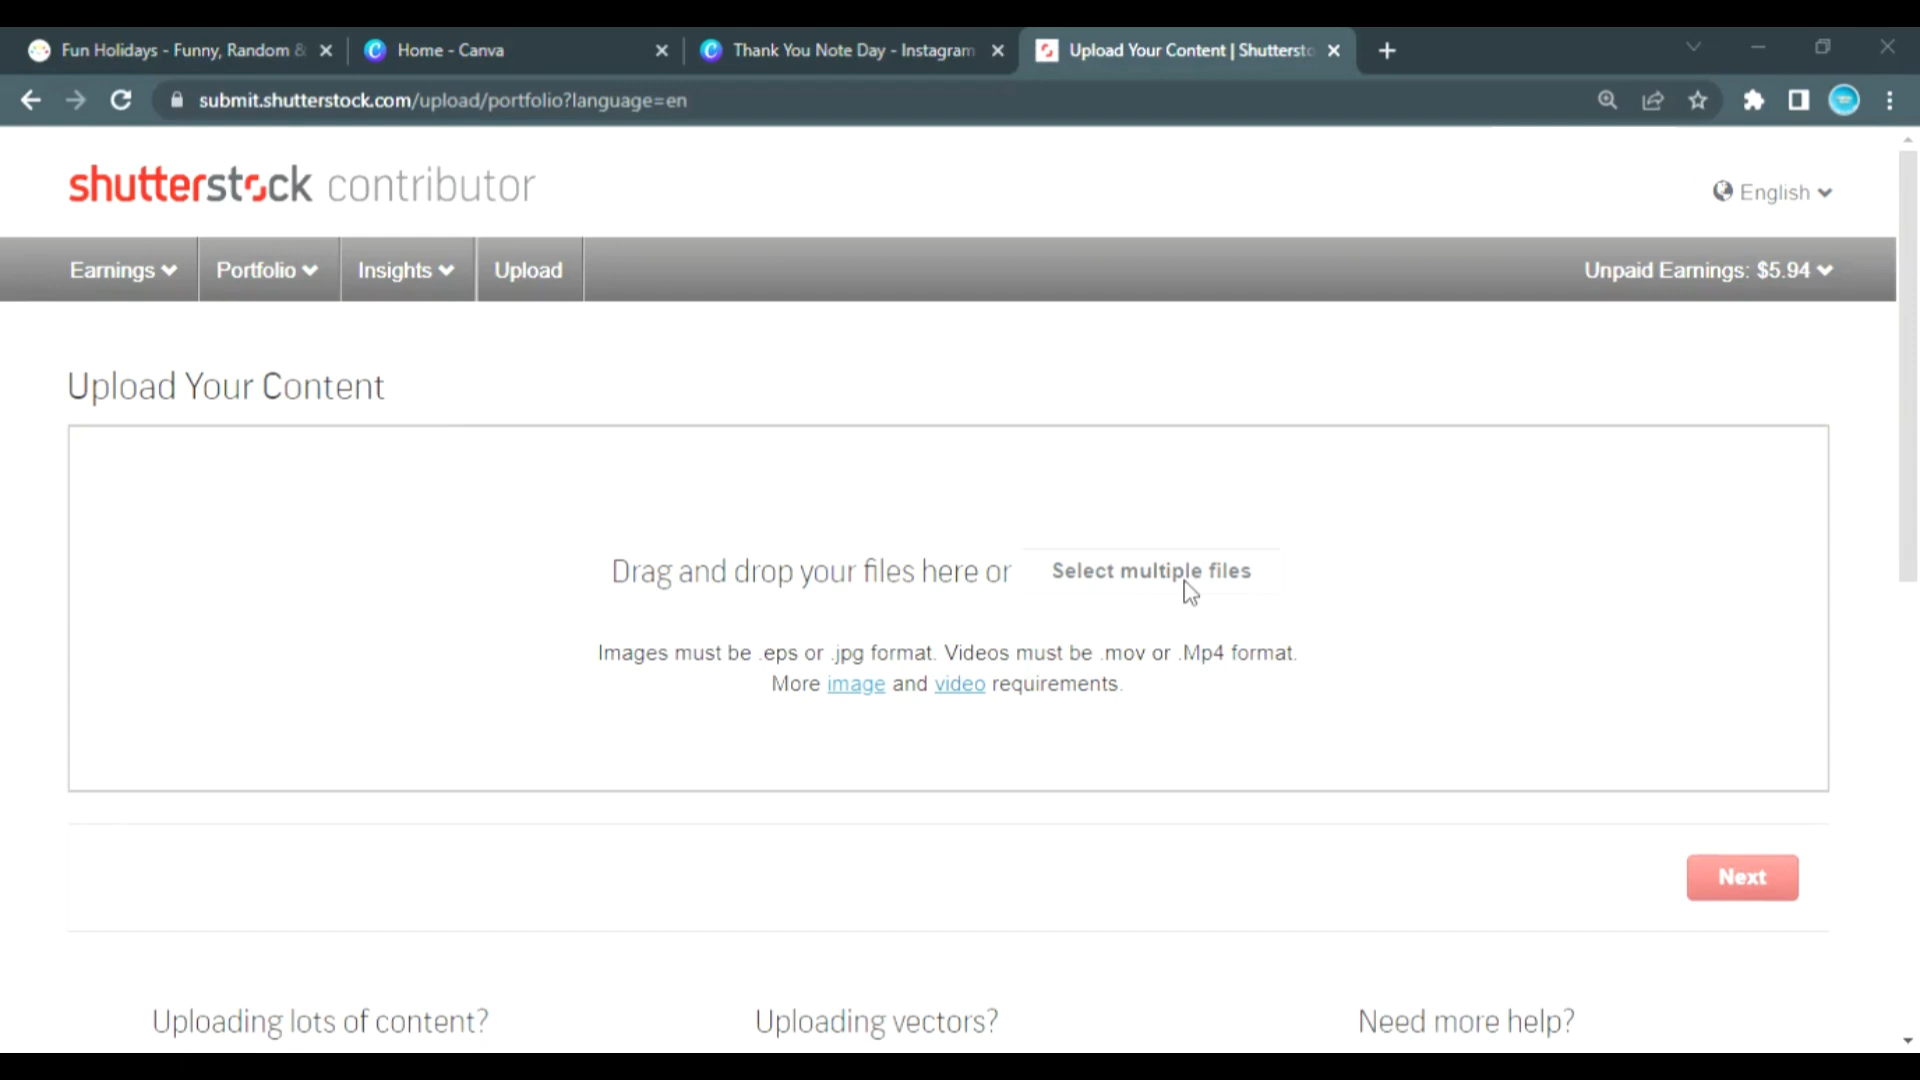 Fun Holidays - Funny, Random &
Home - Canva
Thank You Note Day - Instagram
Upload Your Content | Shuttersto
submit.shutterstock.com/upload/portfolio?language=en
shutterstock contributor
English
Earnings
Portfolio
Insights
Upload
Unpaid Earnings: $5.94
Upload Your Content
Drag and drop your files here or
Select multiple files
Images must be .eps or .jpg format. Videos must be .mov or .Mp4 format.
More image and video requirements.
Next
Uploading lots of content?
Uploading vectors?
Need more help?